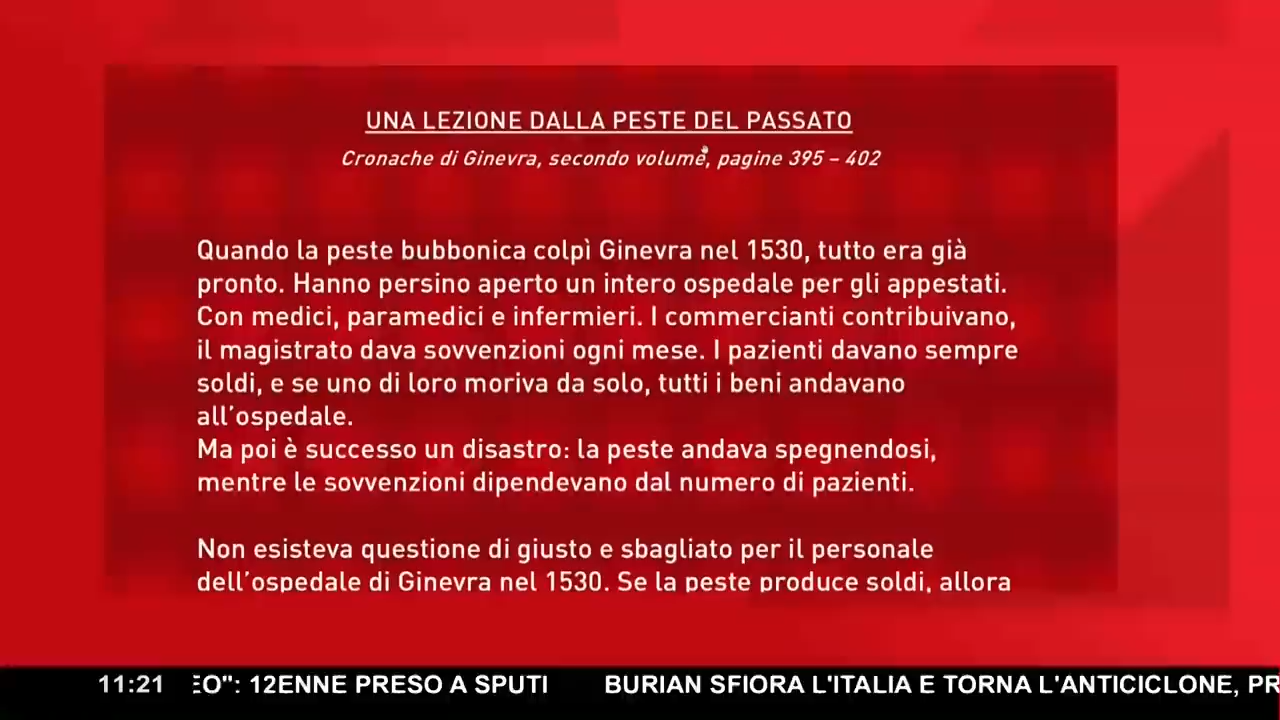 UNA LEZIONE DALLA PESTE DEL PASSATO
Cronache di Ginevra, secondo volume, pagine 395 – 402
Quando la peste bubbonica colpì Ginevra nel 1530, tutto era già
pronto. Hanno persino aperto un intero ospedale per gli appestati.
Con medici, paramedici e infermieri. I commercianti contribuivano,
il magistrato dava sovvenzioni ogni mese. I pazienti davano sempre
soldi, e se uno di loro moriva da solo, tutti i beni andavano
all’ospedale.
Ma poi è successo un disastro: la peste andava spegnendosi,
mentre le sovvenzioni dipendevano dal numero di pazienti.
Non esisteva questione di giusto e sbagliato per il personale
dell’ospedale di Ginevra nel 1530. Se la peste produce soldi, allora
11:21 EO": 12ENNE PRESO A SPUTI BURIAN SFIORA L'ITALIA E TORNA L'ANTICICLONE, PR